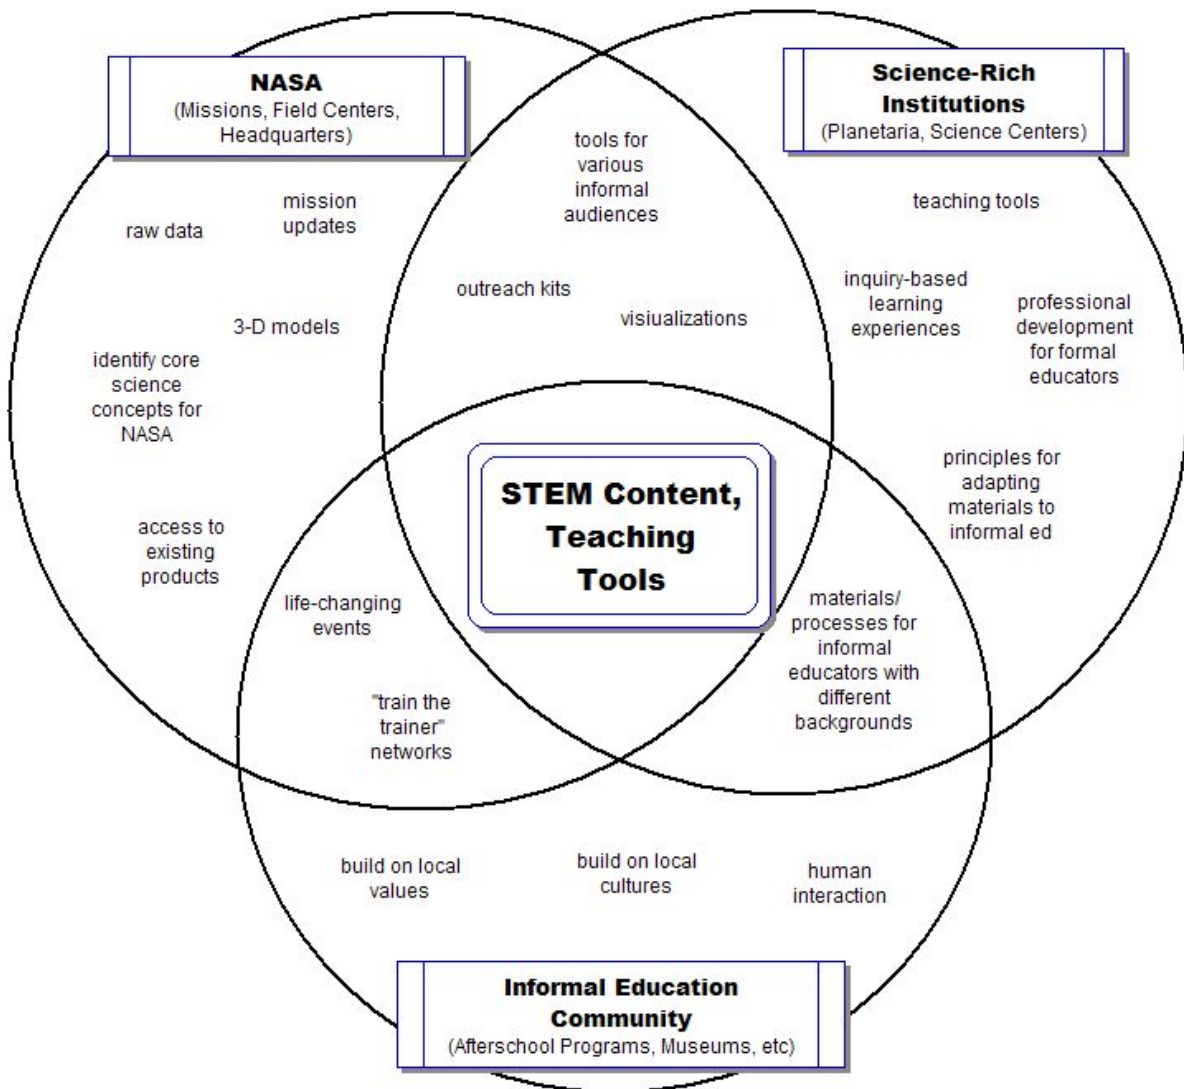 NASA
(Missions, Field Centers,
Headquarters)
Science-Rich
Institutions
(Planetaria, Science Centers)
tools for
various
informal
audiences
mission
updates
raw data
teaching tools
outreach kits
visiualizations
inquiry-based
learning
experiences
professional
development
for formal
educators
3-D models
identify core
science
concepts for
NASA
principles for
adapting
materials to
informal ed
STEM Content,
Teaching
Tools
access to
existing
products
life-changing
events
materials/
processes for
informal
educators with
different
backgrounds
"train the
trainer"
networks
build on local
values
build on local
cultures
human
interaction
Informal Education
Community
(Afterschool Programs, Museums, etc)